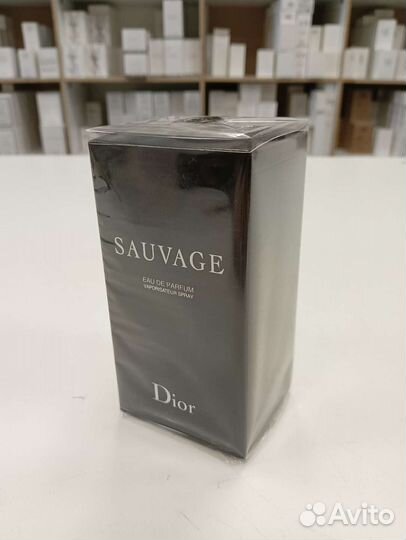 SAUVAGE
EAU DE PARFUM
VAPORISATEUR SPRAY
Dior
Avito